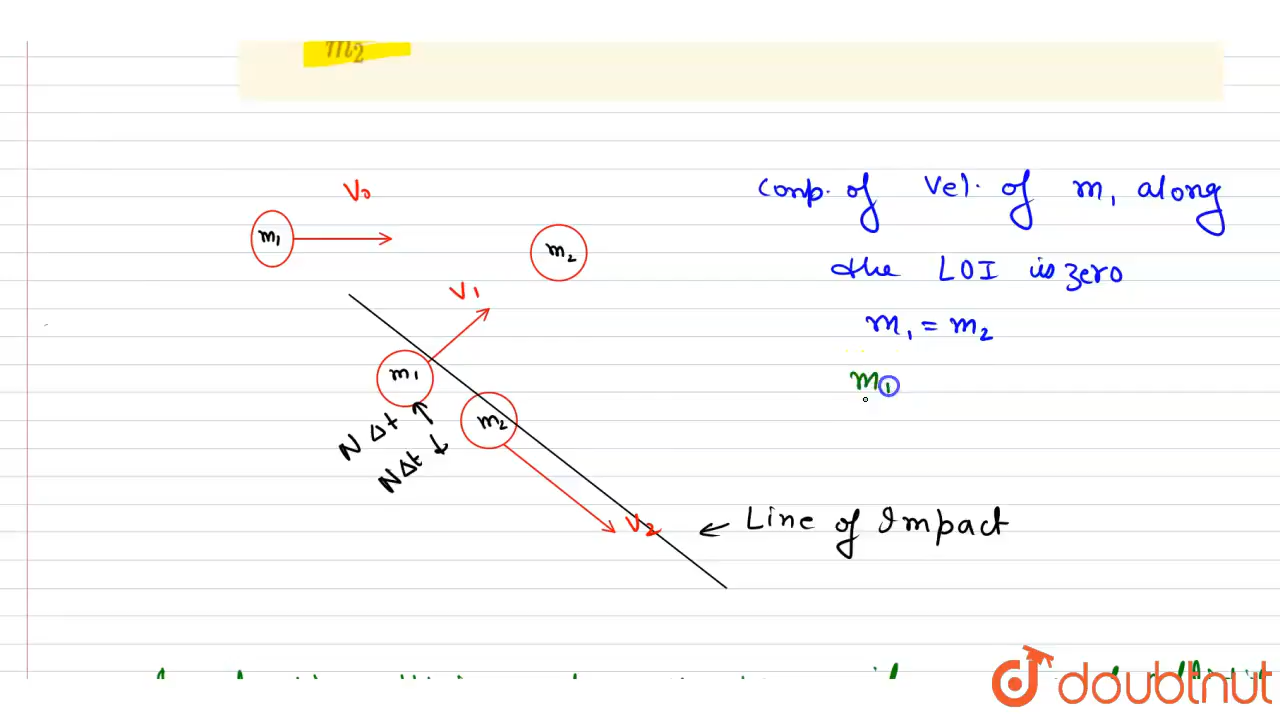 m2
V0
m1
m2
V1
m1
m2
N Δt
N Δt
V2
Comp. of Vel. of m1 along
the LOI is zero
m1 = m2
m1
← Line of Impact
doubtnut